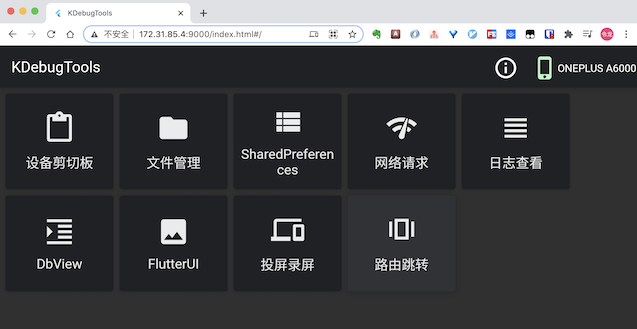 KDebugTools
不安全
172.31.85.4:9000/index.html#/
KDebugTools
ONEPLUS A6000
设备剪切板
文件管理
SharedPreferen
ces
网络请求
日志查看
DbView
FlutterUI
投屏录屏
路由跳转